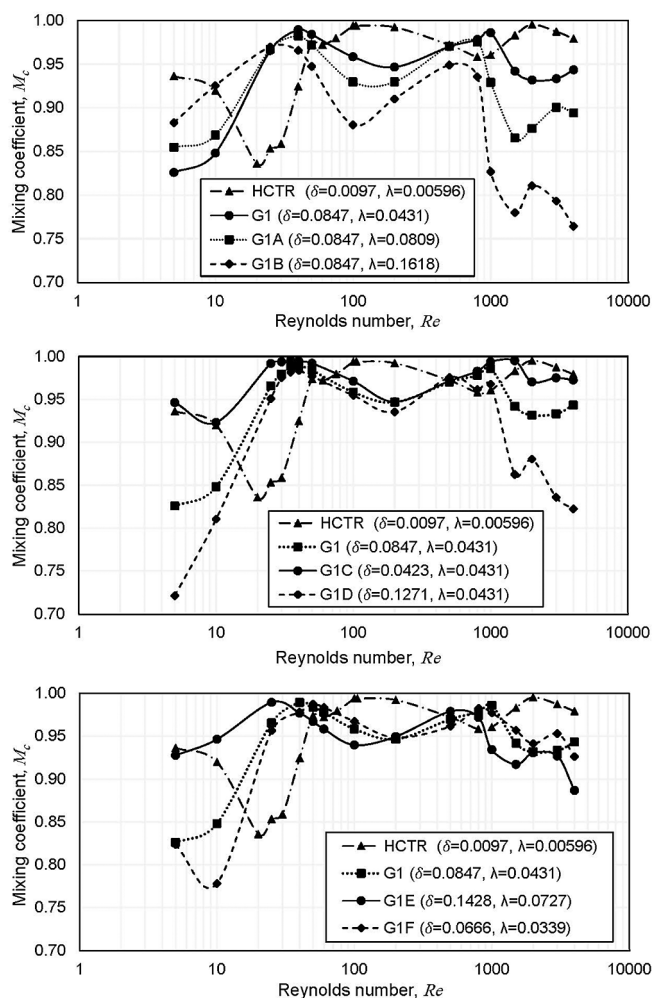 1.00
0.95
0.90
0.85
0.80
0.75
0.70
Mixing coefficient, Mc
HCTR (δ=0.0097, λ=0.00596)
G1 (δ=0.0847, λ=0.0431)
G1A (δ=0.0847, λ=0.0809)
G1B (δ=0.0847, λ=0.1618)
1 10 100 1000 10000
Reynolds number, Re
1.00
0.95
0.90
0.85
0.80
0.75
0.70
Mixing coefficient, Mc
HCTR (δ=0.0097, λ=0.00596)
G1 (δ=0.0847, λ=0.0431)
G1C (δ=0.0423, λ=0.0431)
G1D (δ=0.1271, λ=0.0431)
1 10 100 1000 10000
Reynolds number, Re
1.00
0.95
0.90
0.85
0.80
0.75
0.70
Mixing coefficient, Mc
HCTR (δ=0.0097, λ=0.00596)
G1 (δ=0.0847, λ=0.0431)
G1E (δ=0.1428, λ=0.0727)
G1F (δ=0.0666, λ=0.0339)
1 10 100 1000 10000
Reynolds number, Re